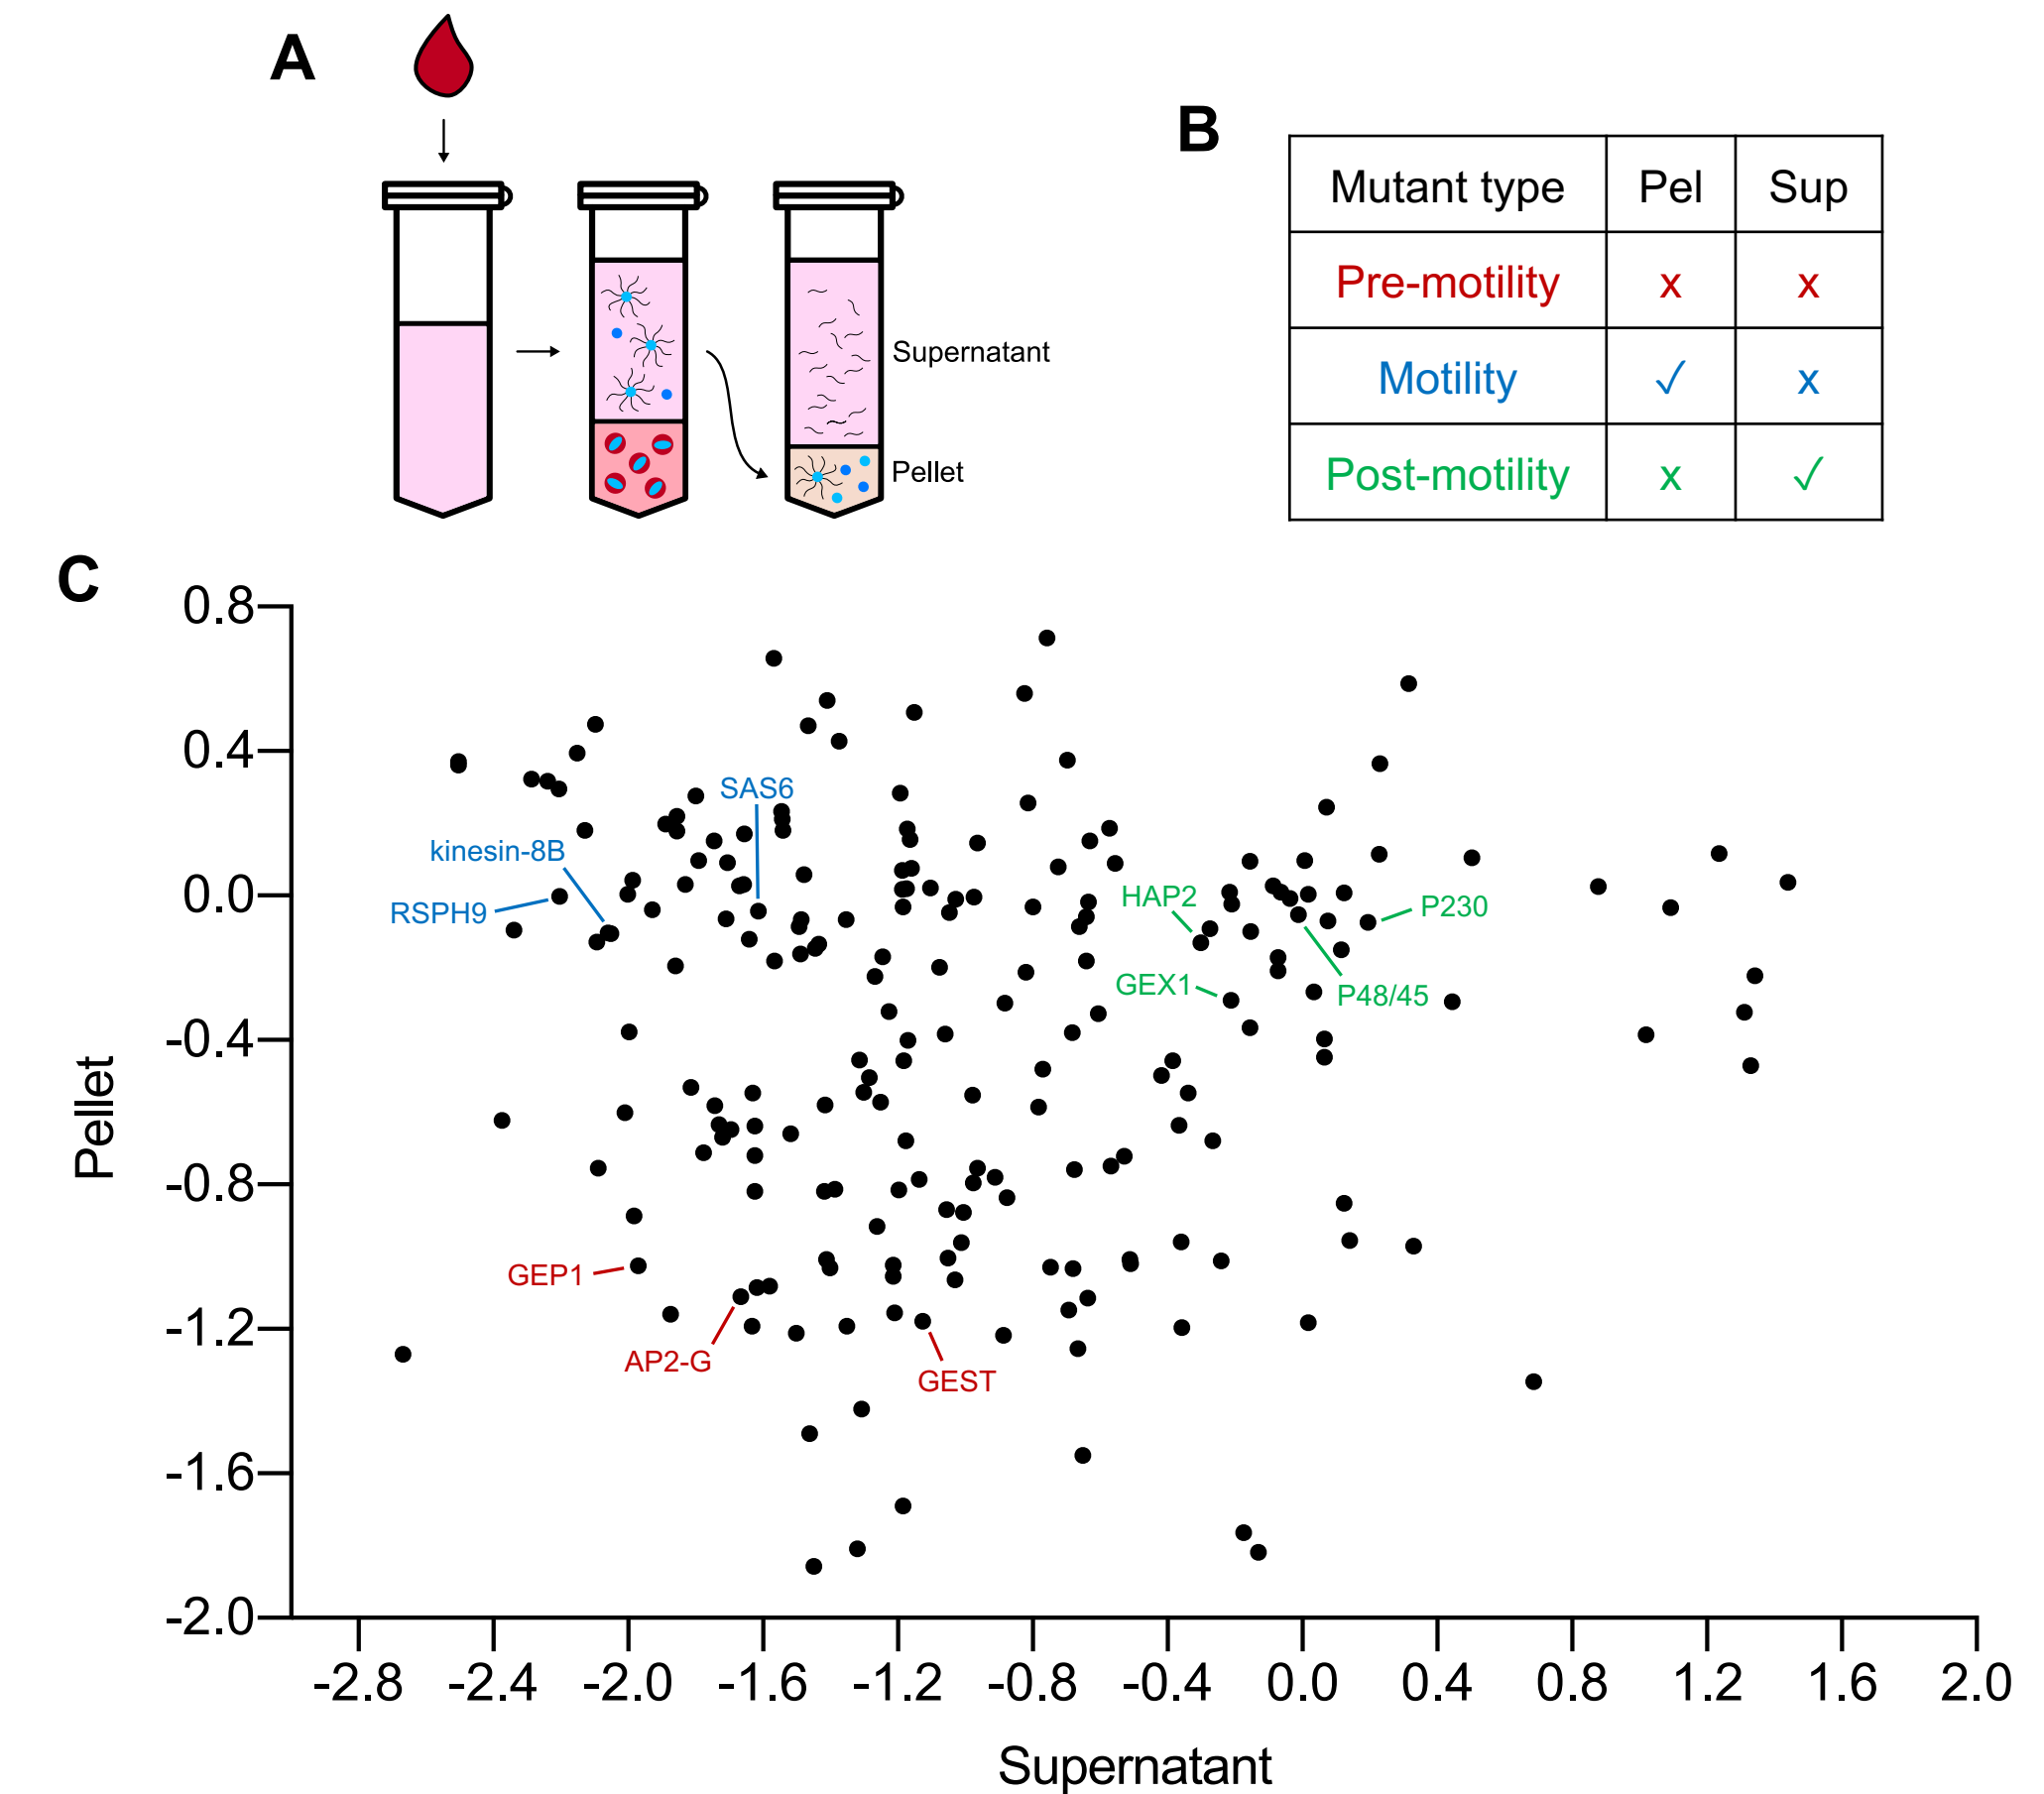 A
Supernatant
Pellet
B
Mutant type Pel Sup
Pre-motility x x
Motility ✓ x
Post-motility x ✓
C
0.8
0.4
0.0
-0.4
-0.8
-1.2
-1.6
-2.0
Pellet
SAS6
kinesin-8B
RSPH9
HAP2
P230
GEX1
P48/45
GEP1
AP2-G
GEST
-2.8 -2.4 -2.0 -1.6 -1.2 -0.8 -0.4 0.0 0.4 0.8 1.2 1.6 2.0
Supernatant